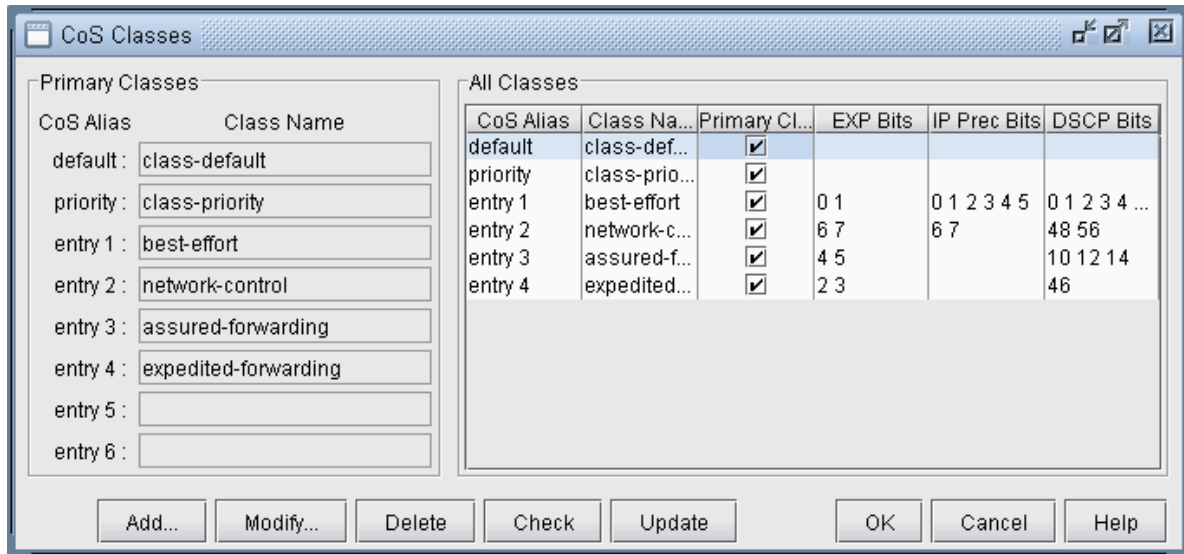 CoS Classes
Primary Classes
CoS Alias Class Name
default : class-default
priority : class-priority
entry 1 : best-effort
entry 2 : network-control
entry 3 : assured-forwarding
entry 4 : expedited-forwarding
entry 5 :
entry 6 :
All Classes
CoS Alias Class Na... Primary Cl... EXP Bits IP Prec Bits DSCP Bits
default class-def...
priority class-prio...
entry 1 best-effort 0 1 0 1 2 3 4 5 0 1 2 3 4 ...
entry 2 network-c... 6 7 6 7 48 56
entry 3 assured-f... 4 5 10 12 14
entry 4 expedited... 2 3 46
Add... Modify... Delete Check Update OK Cancel Help